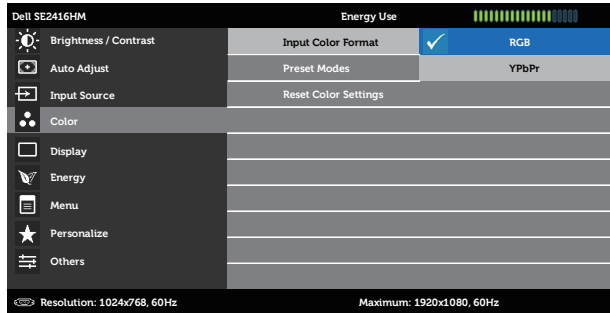 Dell SE2416HM Energy Use
Brightness / Contrast Input Color Format RGB
Auto Adjust Preset Modes YPbPr
Input Source Reset Color Settings
Color
Display
Energy
Menu
Personalize
Others
Resolution: 1024x768, 60Hz Maximum: 1920x1080, 60Hz